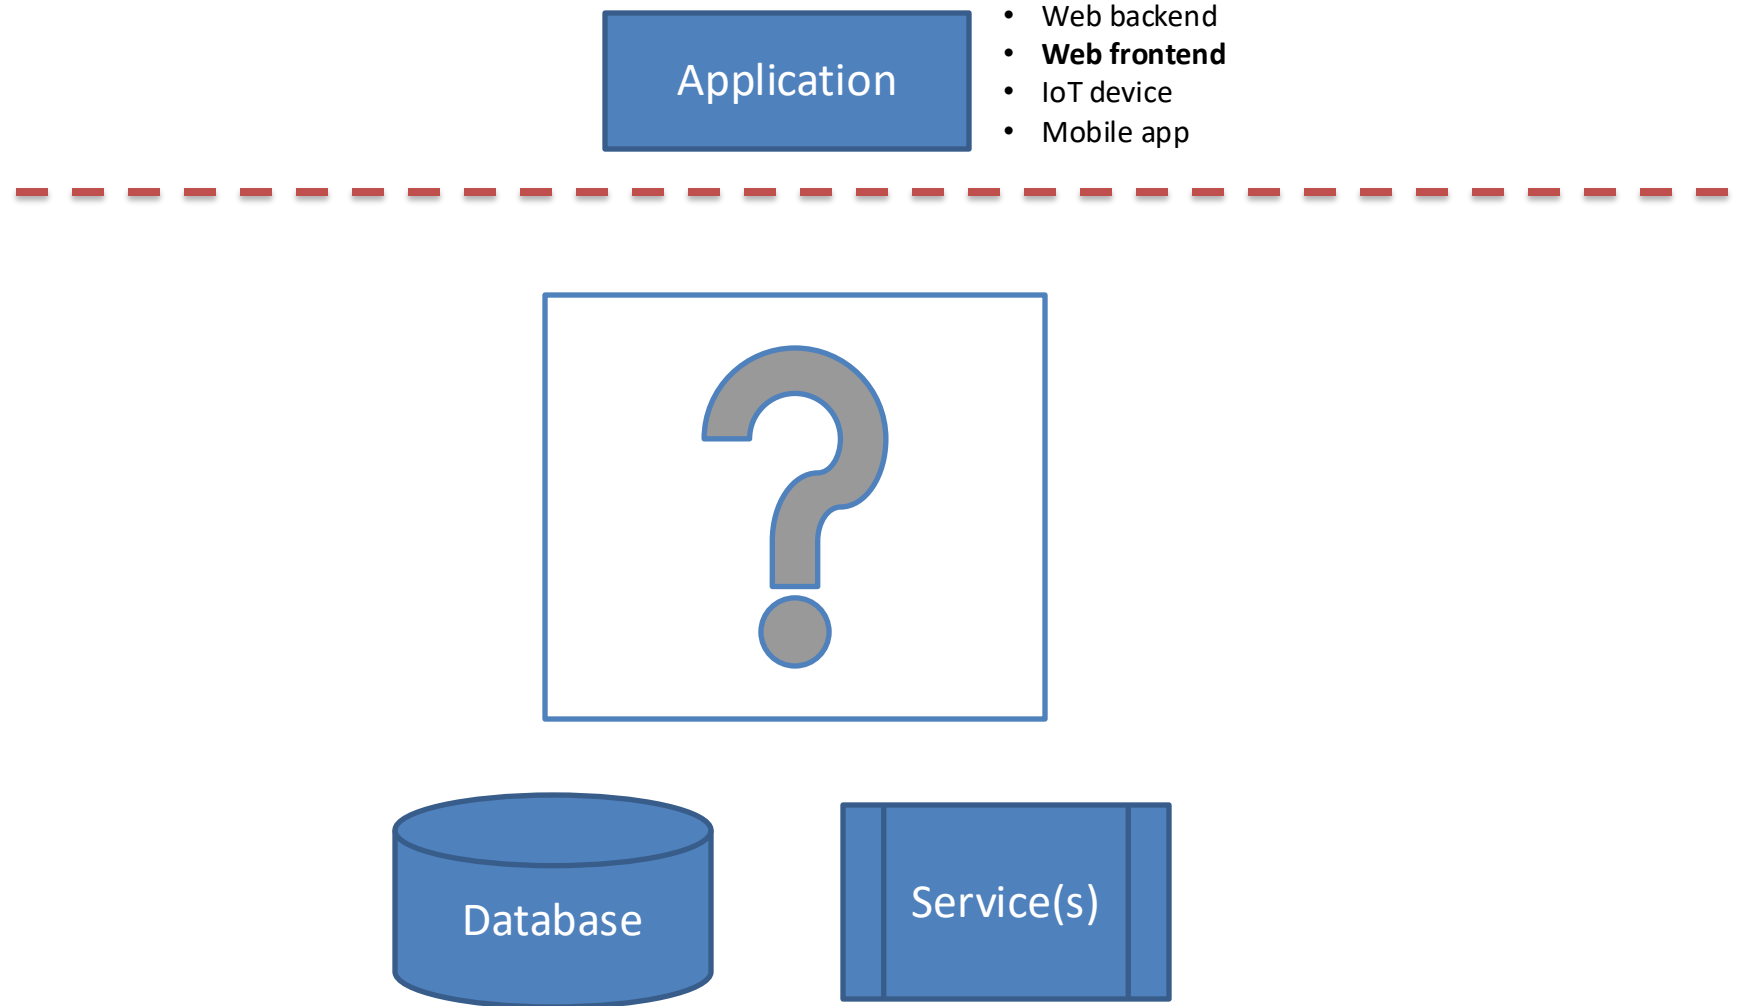 Application
• Web backend
• Web frontend
• IoT device
• Mobile app
?
Database
Service(s)